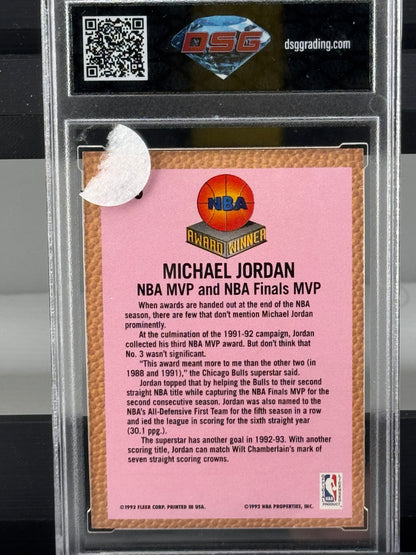 DSG
dsggrading.com
NBA
AWARD WINNER
MICHAEL JORDAN
NBA MVP and NBA Finals MVP
When awards are handed out at the end of the NBA
season, there are few that don't mention Michael Jordan
prominently.
At the culmination of the 1991-92 campaign, Jordan
collected his third NBA MVP award. But don't think that
No. 3 wasn't significant.
"This award meant more to me than the other two (in
1988 and 1991)," the Chicago Bulls superstar said.
Jordan topped that by helping the Bulls to their second
straight NBA title while capturing the NBA Finals MVP for the
second consecutive season. Jordan was also named to the
NBA's All-Defensive First Team for the fifth season in a row
and led the league in scoring for the sixth straight year
(30.1 ppg.).
The superstar has another goal in 1992-93. With another
scoring title, Jordan can match Wilt Chamberlain's mark of
seven straight scoring crowns.
©1992 FLEER CORP. PRINTED IN USA.
©1992 NBA PROPERTIES, INC.